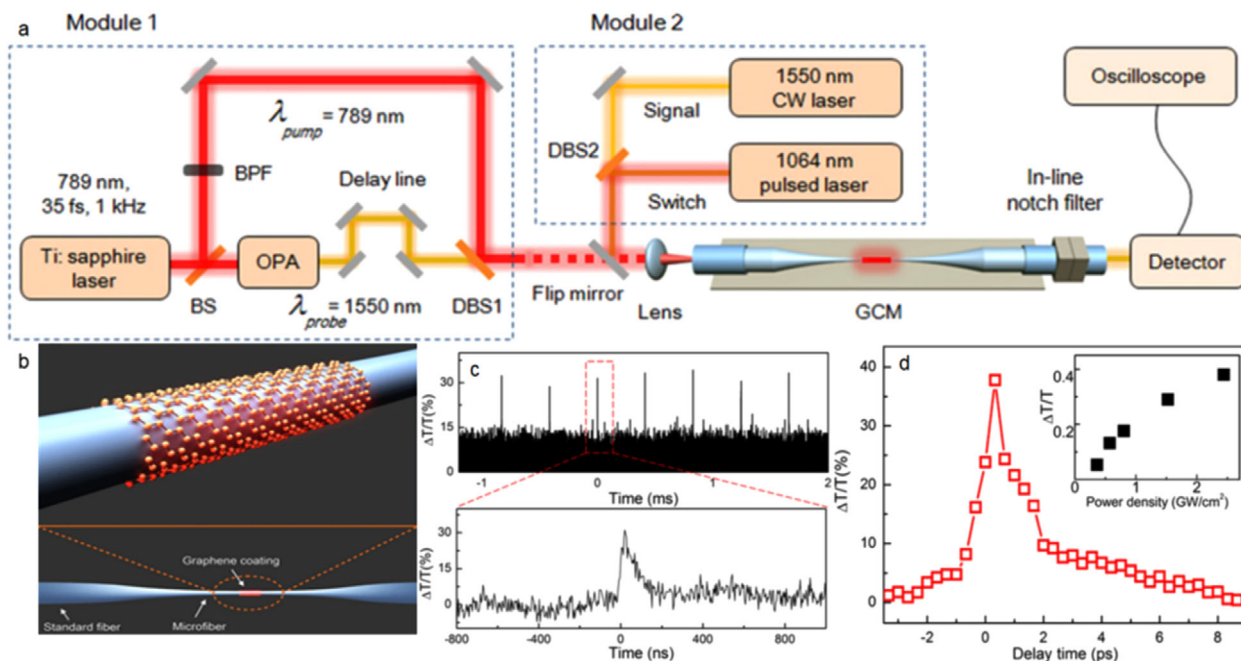 a
Module 1
Module 2
λpump = 789 nm
BPF
Delay line
789 nm,
35 fs, 1 kHz
Ti: sapphire
laser
BS
OPA
λprobe = 1550 nm
DBS1
Signal
1550 nm
CW laser
DBS2
1064 nm
pulsed laser
Switch
Flip mirror
Lens
GCM
In-line
notch filter
Oscilloscope
Detector
b
Graphene coating
Standard fiber
Microfiber
c
ΔT/T(%)
30
15
0
-1
0
1
2
Time (ms)
ΔT/T(%)
30
15
0
-800
-400
0
400
800
Time (ns)
d
ΔT/T(%)
40
30
20
10
0
-2
0
2
4
6
8
Delay time (ps)
ΔT/T
0.4
0.2
0
0
1
2
Power density (GW/cm²)